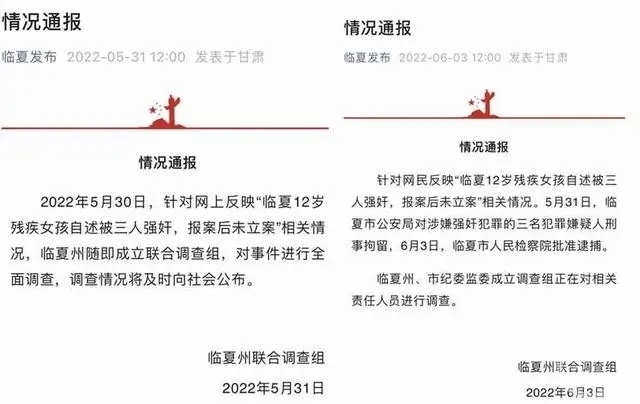 情况通报
临夏发布 2022-05-31 12:00 发表于甘肃
情况通报
2022年5月30日，针对网上反映“临夏12岁
残疾女孩自述被三人强奸，报案后未立案”相关情
况，临夏州随即成立联合调查组，对事件进行全
面调查，调查情况将及时向社会公布。
临夏州联合调查组
2022年5月31日
情况通报
临夏发布 2022-06-03 12:00 发表于甘肃
情况通报
针对网民反映“临夏12岁残疾女孩自述被三
人强奸，报案后未立案”相关情况。5月31日，临
夏市公安局对涉嫌强奸犯罪的三名犯罪嫌疑人刑
事拘留，6月3日，临夏市人民检察院批准逮捕。
临夏州、市纪委监委成立调查组正在对相关
责任人员进行调查。
临夏州联合调查组
2022年6月3日